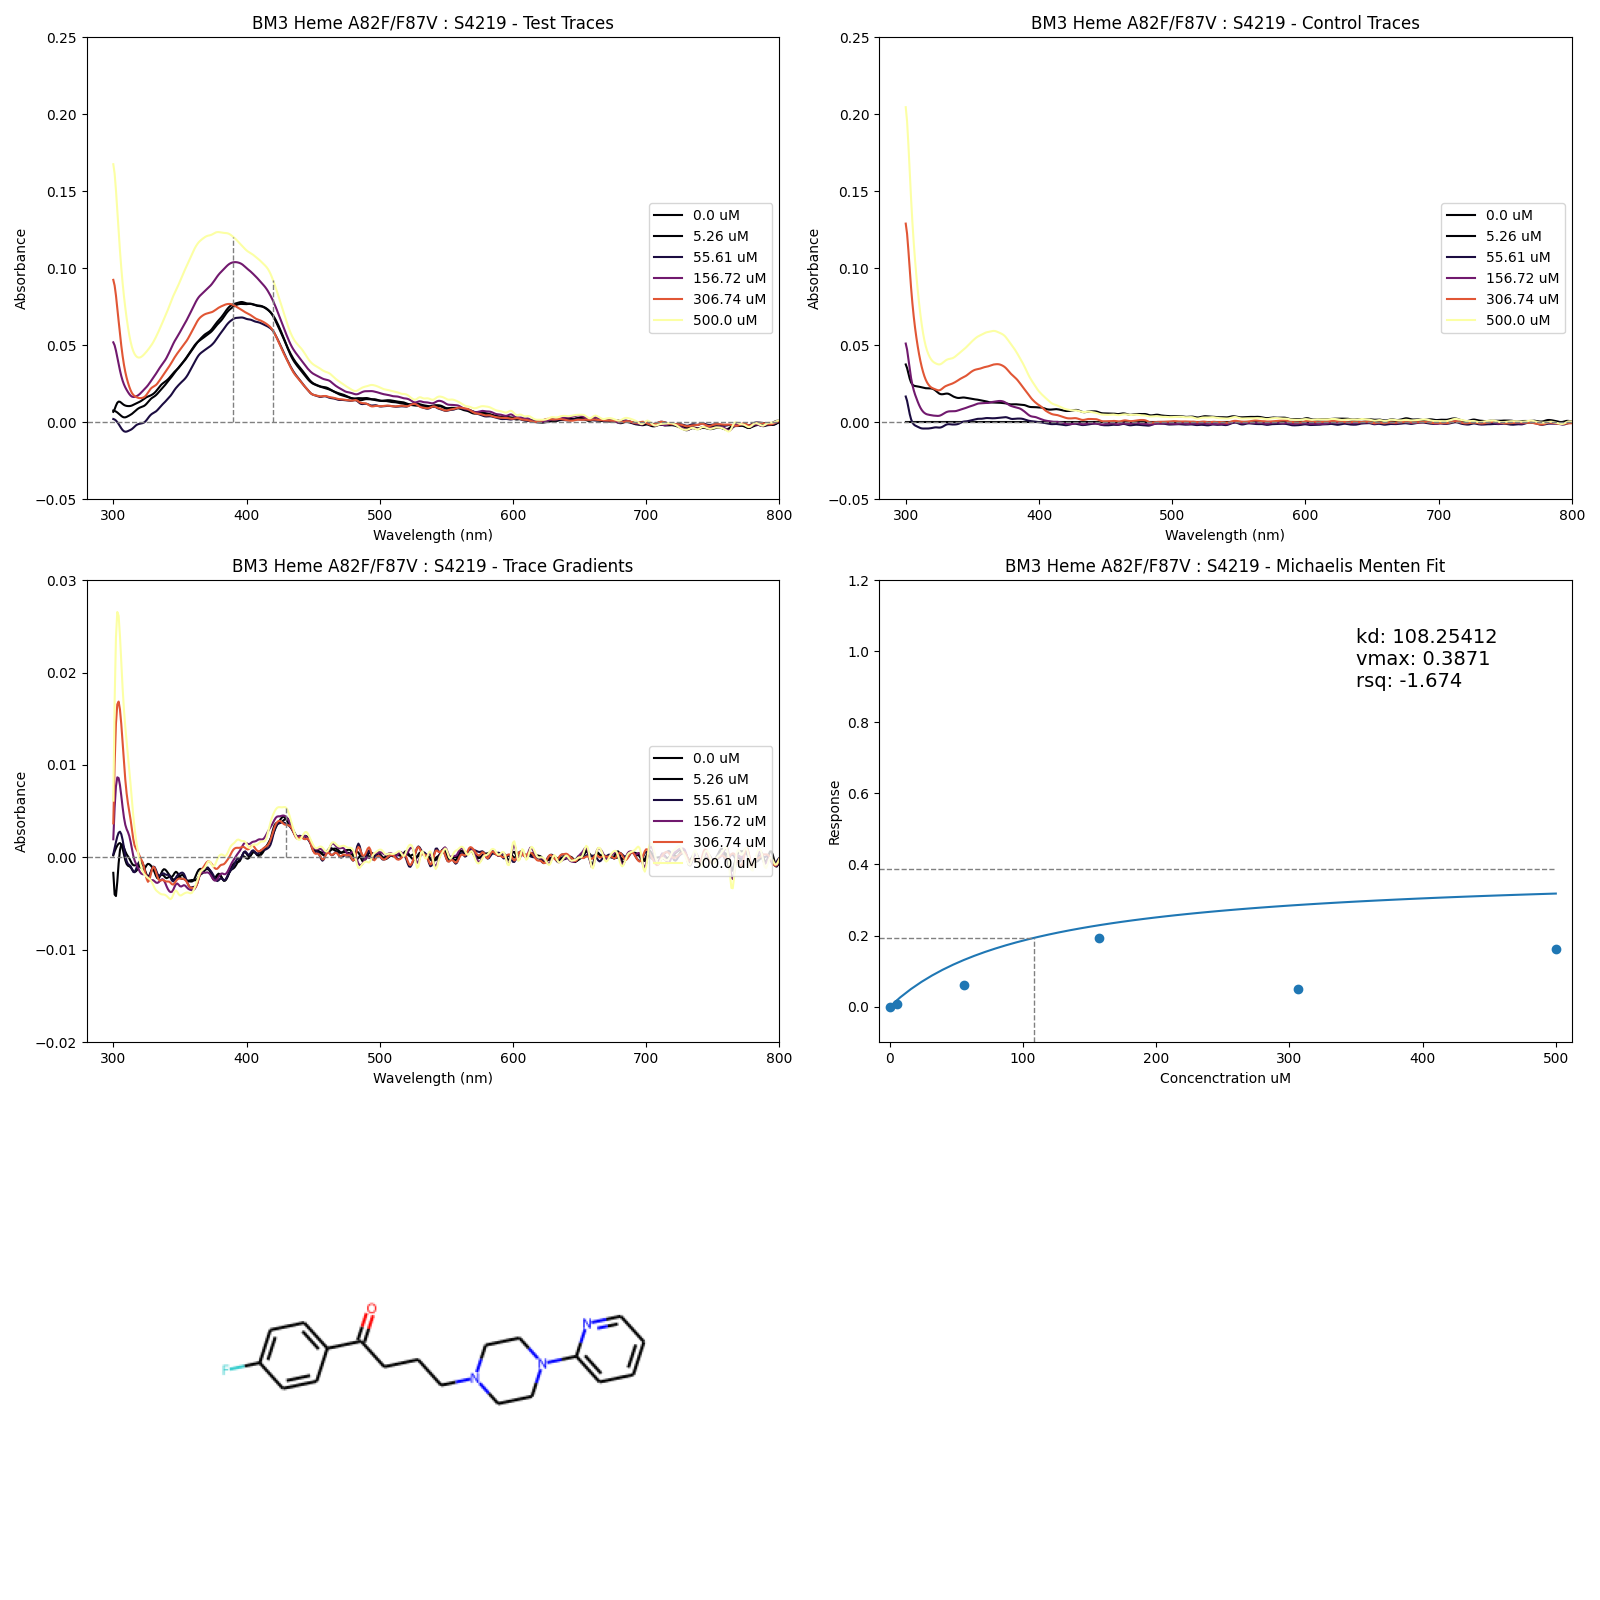 BM3 Heme A82F/F87V : S4219 - Test Traces
0.25
0.20
0.15
0.10
0.05
0.00
−0.05
Absorbance
300 400 500 600 700 800
Wavelength (nm)
0.0 uM
5.26 uM
55.61 uM
156.72 uM
306.74 uM
500.0 uM
BM3 Heme A82F/F87V : S4219 - Control Traces
0.25
0.20
0.15
0.10
0.05
0.00
−0.05
Absorbance
300 400 500 600 700 800
Wavelength (nm)
0.0 uM
5.26 uM
55.61 uM
156.72 uM
306.74 uM
500.0 uM
BM3 Heme A82F/F87V : S4219 - Trace Gradients
0.03
0.02
0.01
0.00
−0.01
−0.02
Absorbance
300 400 500 600 700 800
Wavelength (nm)
0.0 uM
5.26 uM
55.61 uM
156.72 uM
306.74 uM
500.0 uM
BM3 Heme A82F/F87V : S4219 - Michaelis Menten Fit
1.2
1.0
0.8
0.6
0.4
0.2
0.0
Response
0 100 200 300 400 500
Concenctration uM
kd: 108.25412
vmax: 0.3871
rsq: -1.674
O
N
F
N
N